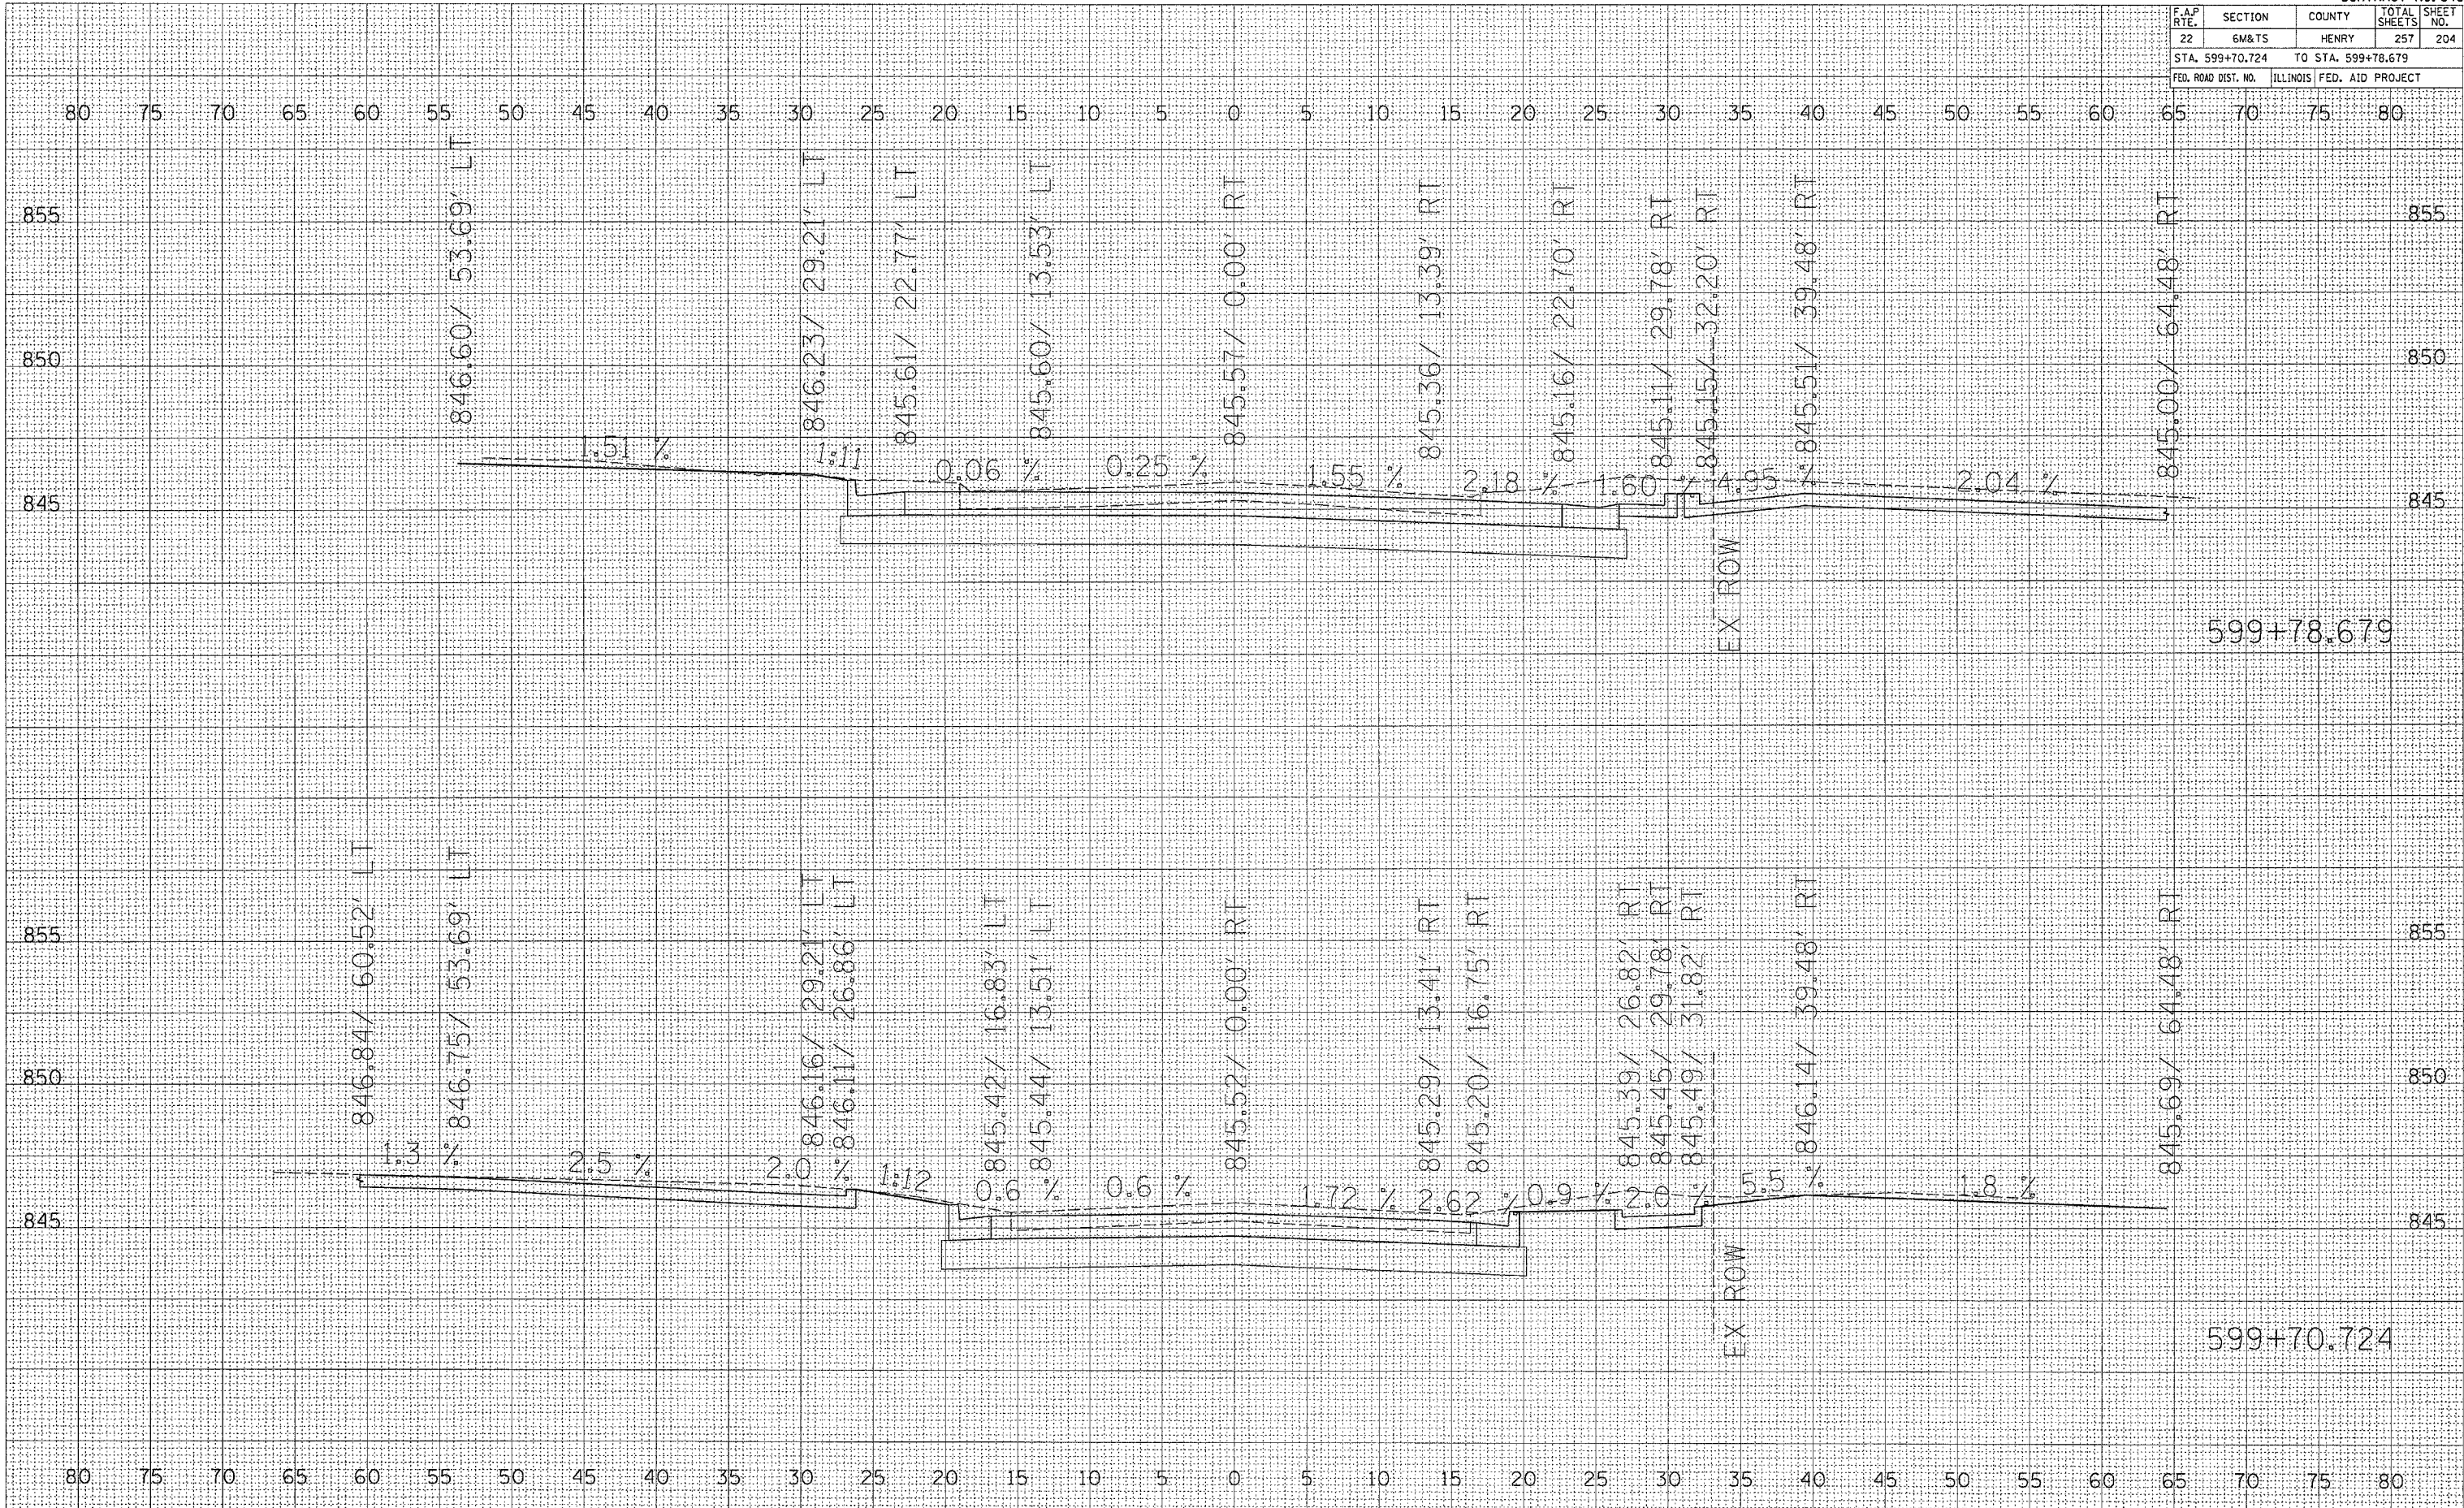 F.A.P RTE. SECTION COUNTY TOTAL SHEETS SHEET NO.
22 6M&TS HENRY 257 204
STA. 599+70.724 TO STA. 599+78.679
FED. ROAD DIST. NO. ILLINOIS FED. AID PROJECT
80 75 70 65 60 55 50 45 40 35 30 25 20 15 10 5 0 5 10 15 20 25 30 35 40 45 50 55 60 65 70 75 80
846.60/ 53.69' LT
846.23/ 29.21' LT
845.61/ 22.77' LT
845.60/ 13.53' LT
845.57/ 0.00' RT
845.36/ 13.39' RT
845.16/ 22.70' RT
845.11/ 29.78' RT
845.15/ 32.20' RT
845.51/ 39.48' RT
845.00/ 64.48' RT
855 855
850 850
1.51 % 1:11 0.06 % 0.25 % 1.55 % 2.18 % 1.60 % 4.95 % 2.04 %
845 845
EX ROW
599+78.679
846.84/ 60.52' LT
846.75/ 53.69' LT
846.16/ 29.21' LT
846.11/ 26.86' LT
845.42/ 16.83' LT
845.44/ 13.51' LT
845.52/ 0.00' RT
845.29/ 13.41' RT
845.20/ 16.75' RT
845.39/ 26.82' RT
845.45/ 29.78' RT
845.49/ 31.82' RT
846.14/ 39.48' RT
845.69/ 64.48' RT
855 855
850 850
1.3 % 2.5 % 2.0 % 1:12 0.6 % 0.6 % 1.72 % 2.62 % 0.9 % 2.0 % 5.5 % 1.8 %
845 845
EX ROW
599+70.724
80 75 70 65 60 55 50 45 40 35 30 25 20 15 10 5 0 5 10 15 20 25 30 35 40 45 50 55 60 65 70 75 80